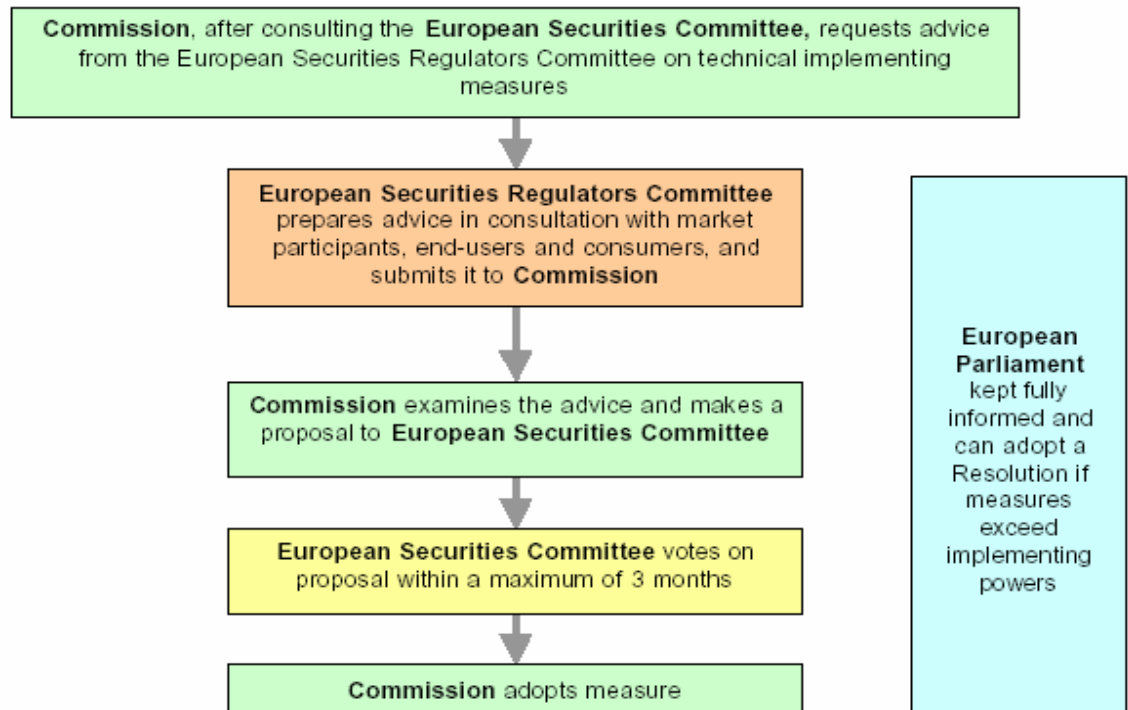 Commission, after consulting the European Securities Committee, requests advice
from the European Securities Regulators Committee on technical implementing
measures
European Securities Regulators Committee
prepares advice in consultation with market
participants, end-users and consumers, and
submits it to Commission
Commission examines the advice and makes a
proposal to European Securities Committee
European Securities Committee votes on
proposal within a maximum of 3 months
Commission adopts measure
European
Parliament
kept fully
informed and
can adopt a
Resolution if
measures
exceed
implementing
powers